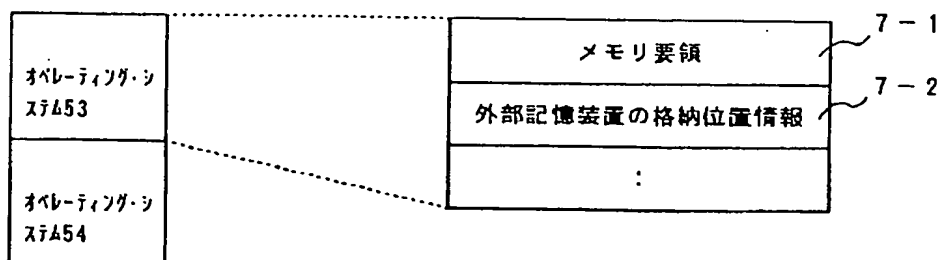 オペレーティング・シ
ステム53
オペレーティング・シ
ステム54
メモリ要領
外部記憶装置の格納位置情報
:
7-1
7-2